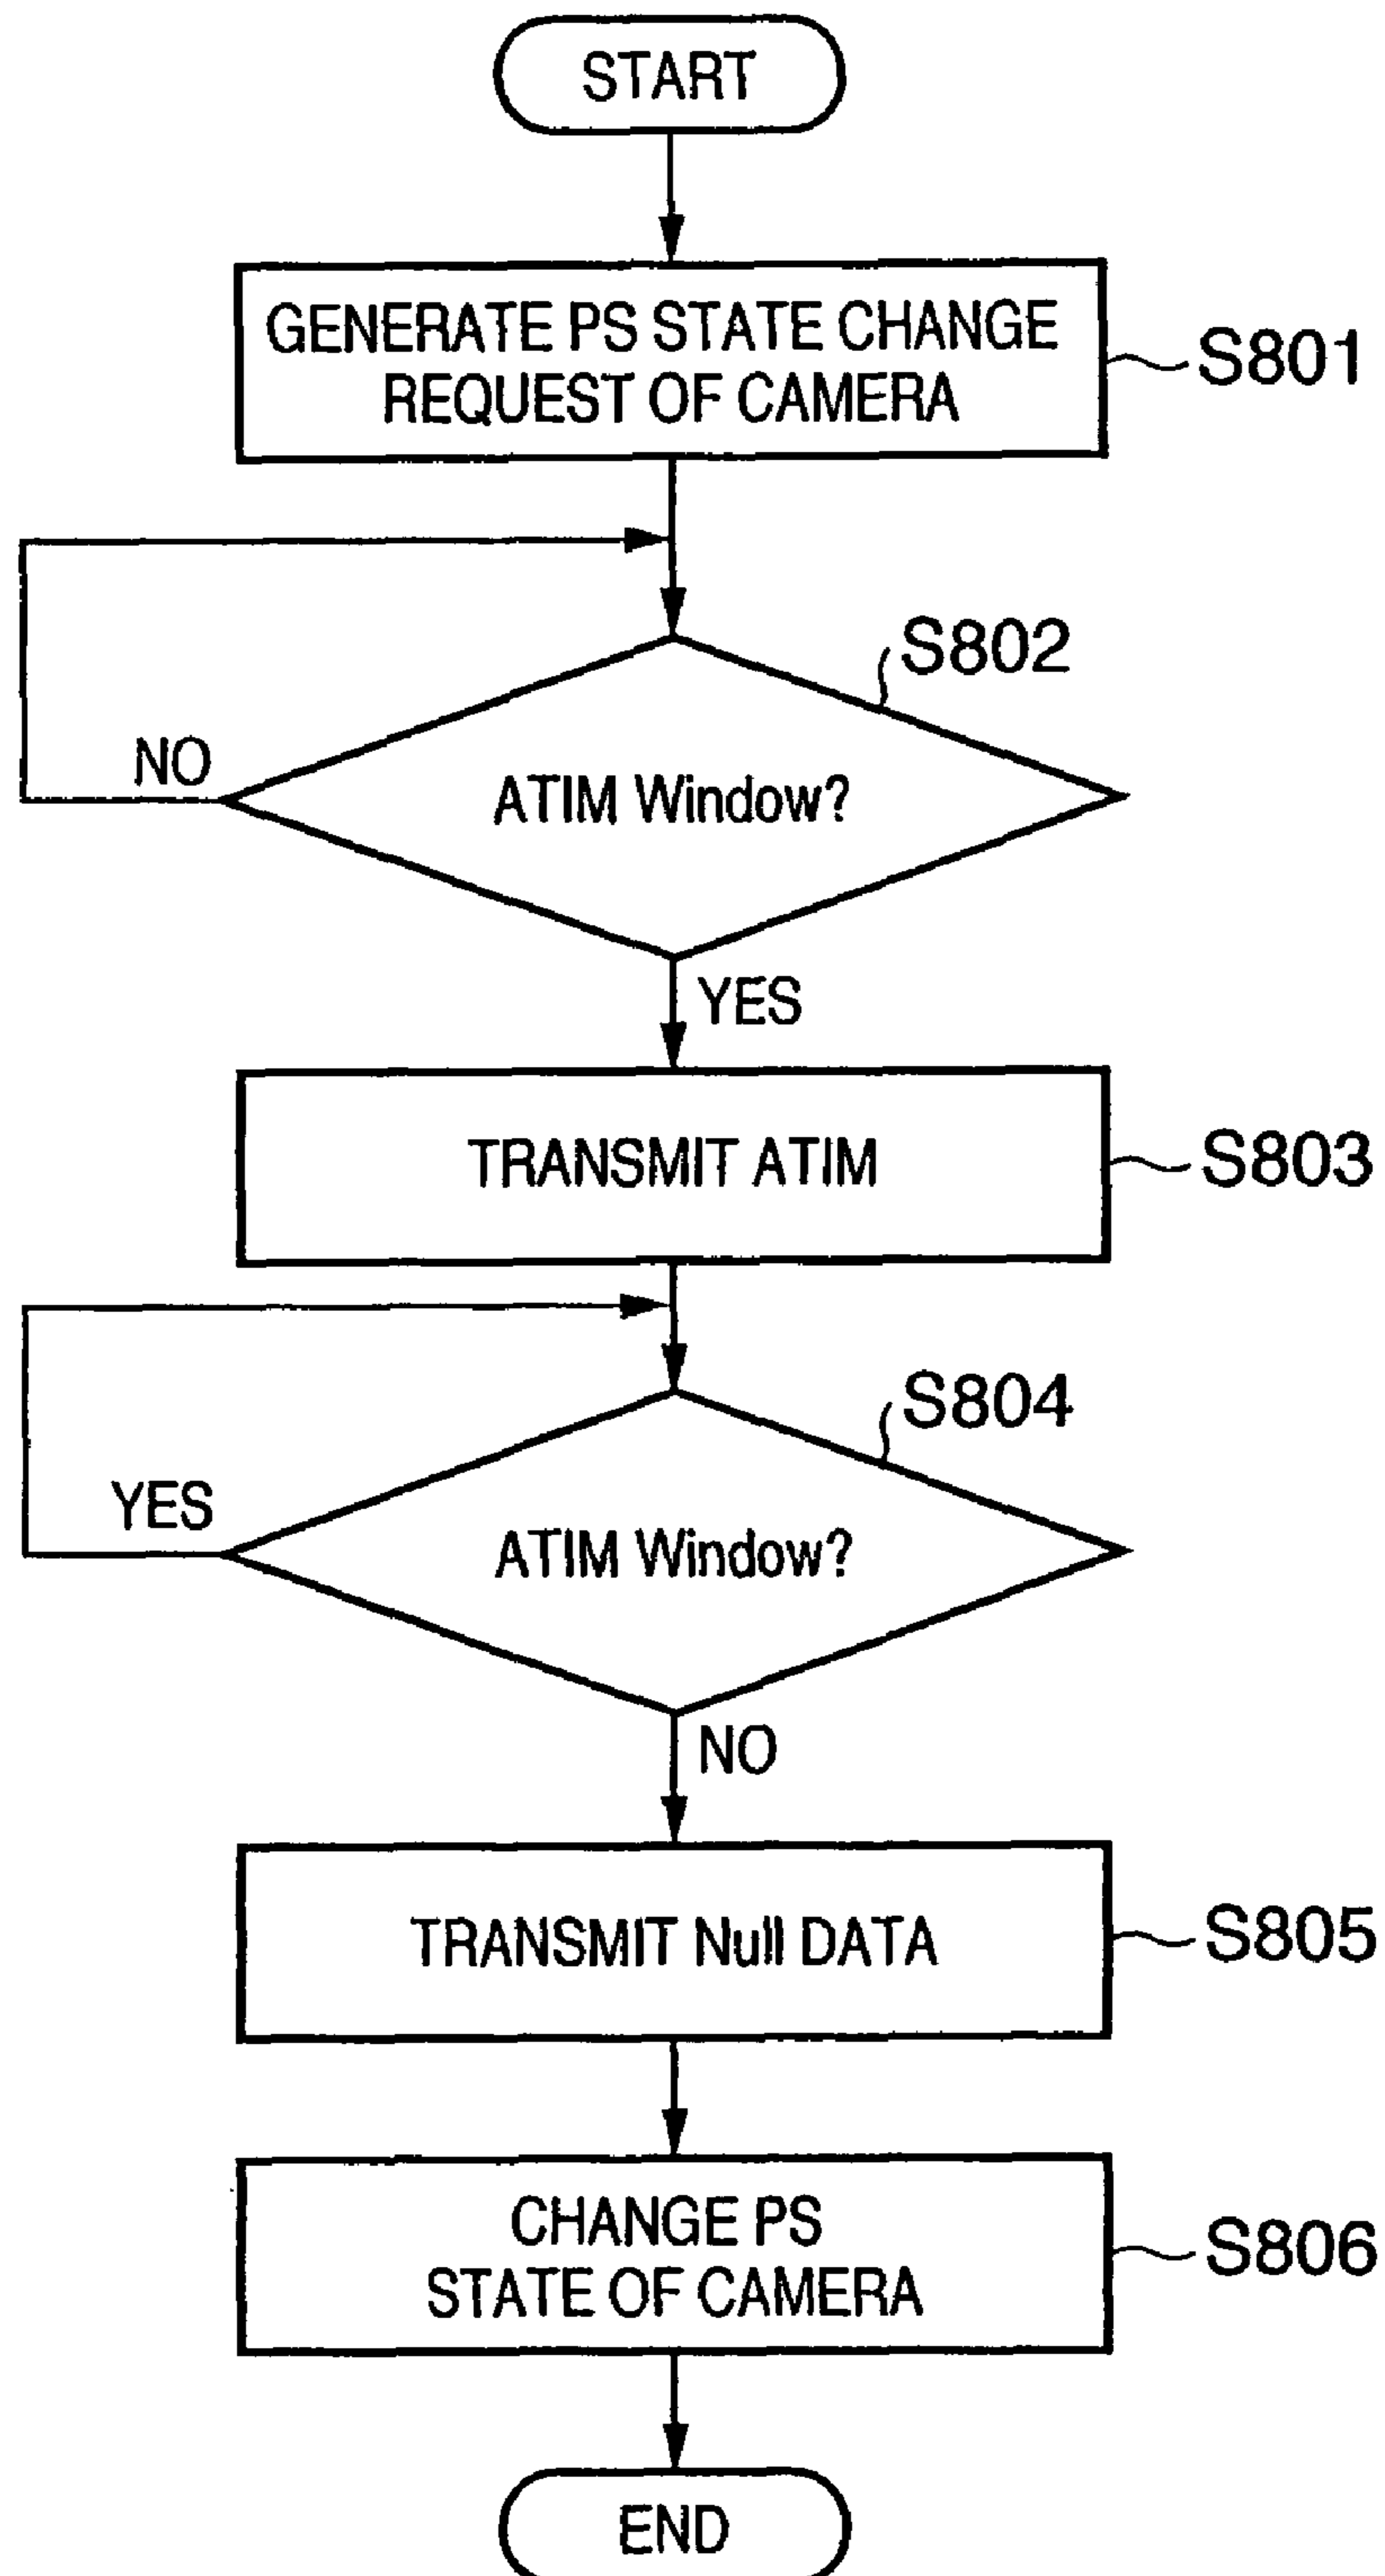 START
GENERATE PS STATE CHANGE
REQUEST OF CAMERA
S801
S802
NO
ATIM Window?
YES
TRANSMIT ATIM
S803
S804
YES
ATIM Window?
NO
TRANSMIT Null DATA
S805
CHANGE PS
STATE OF CAMERA
S806
END